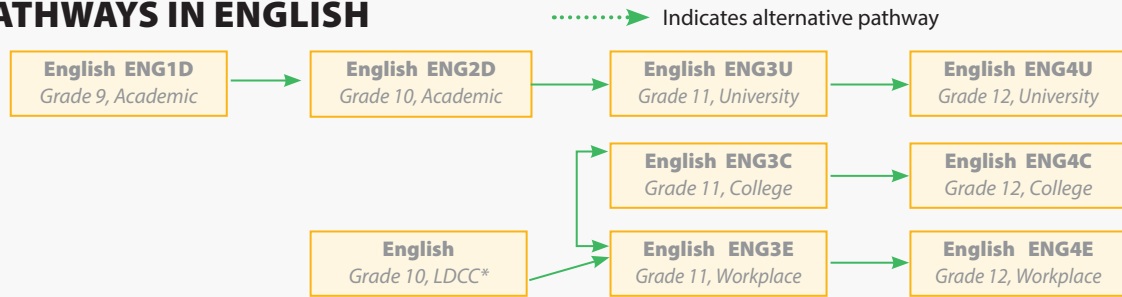 ATHWAYS IN ENGLISH
Indicates alternative pathway
English ENG1D
Grade 9, Academic
English ENG2D
Grade 10, Academic
English ENG3U
Grade 11, University
English ENG4U
Grade 12, University
English ENG3C
Grade 11, College
English ENG4C
Grade 12, College
English
Grade 10, LDCC*
English ENG3E
Grade 11, Workplace
English ENG4E
Grade 12, Workplace